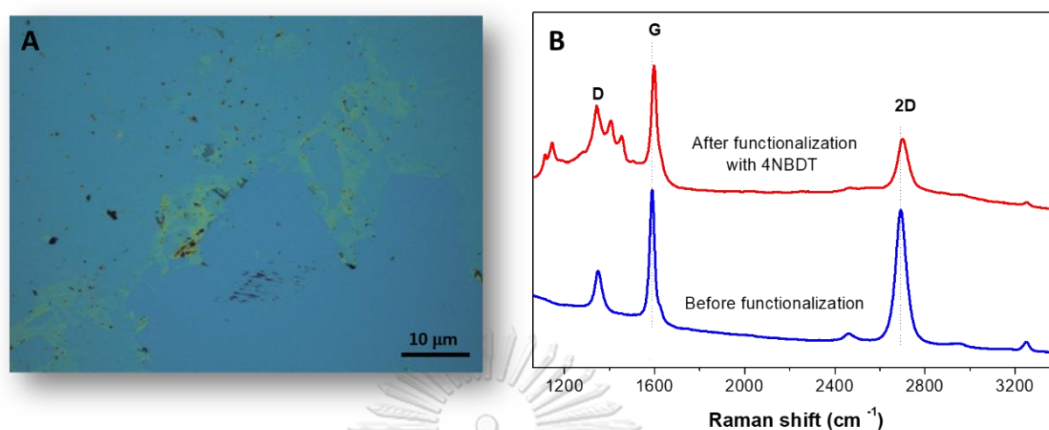 A
10 µm
B
G
D
2D
After functionalization
with 4NBDT
Before functionalization
1200 1600 2000 2400 2800 3200
Raman shift (cm ⁻¹)